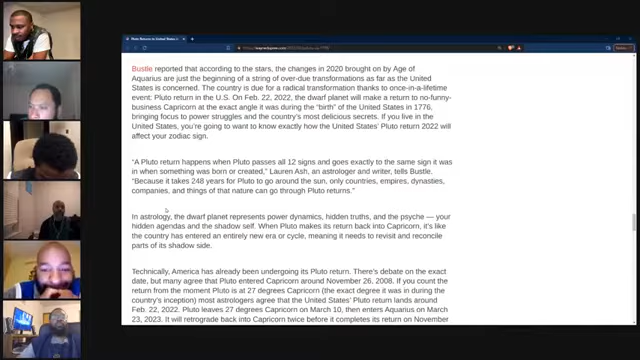 Pluto Returns in United States in
Bustle reported that according to the stars, the changes in 2020 brought on by Age of
Aquarius are just the beginning of a string of over-due transformations as far as the United
States is concerned. The country is due for a radical transformation thanks to once-in-a-lifetime
event: Pluto return in the U.S. On Feb. 22, 2022, the dwarf planet will make a return to no-funny-
business Capricorn at the exact angle it was during the “birth” of the United States in 1776,
bringing focus to power struggles and the country's most delicious secrets. If you live in the
United States, you're going to want to know exactly how the United States' Pluto return 2022 will
affect your zodiac sign.
“A Pluto return happens when Pluto passes all 12 signs and goes exactly to the same sign it was
in when something was born or created,” Lauren Ash, an astrologer and writer, tells Bustle.
“Because it takes 248 years for Pluto to go around the sun, only countries, empires, dynasties,
companies, and things of that nature can go through Pluto returns.”
In astrology, the dwarf planet represents power dynamics, hidden truths, and the psyche — your
hidden agendas and the shadow self. When Pluto makes its return back into Capricorn, it's like
the country has entered an entirely new era or cycle, meaning it needs to revisit and reconcile
parts of its shadow side.
Technically, America has already been undergoing its Pluto return. There's debate on the exact
date, but many agree that Pluto entered Capricorn around November 26, 2008. If you count the
return from the moment Pluto is at 27 degrees Capricorn (the exact degree it was in during the
country's inception) most astrologers agree that the United States' Pluto return lands around
Feb. 22, 2022. Pluto leaves 27 degrees Capricorn on March 10, then enters Aquarius on March
23, 2023. It will retrograde back into Capricorn twice before it completes its return on November